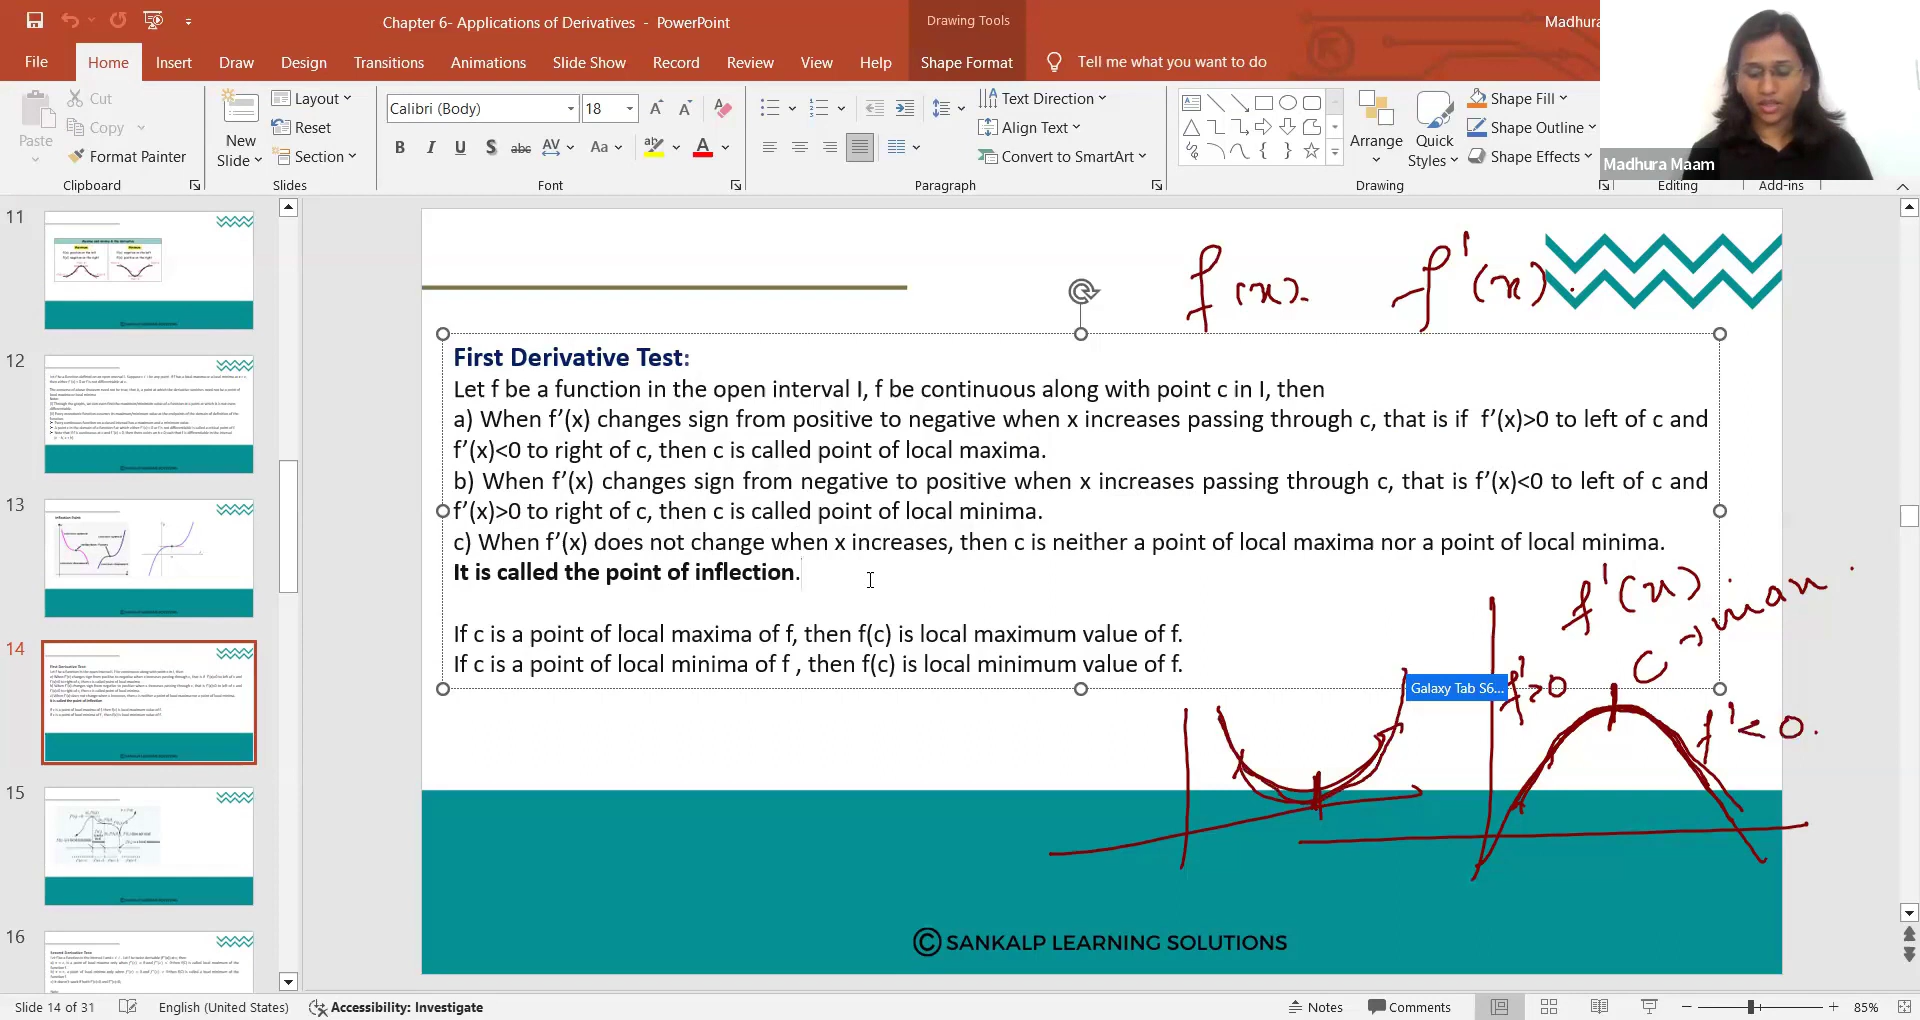 Chapter 6- Applications of Derivatives - PowerPoint
Drawing Tools
Madhura
File Home Insert Draw Design Transitions Animations Slide Show Record Review View Help Shape Format Tell me what you want to do
Cut
Copy
Paste
Format Painter
Clipboard
New Slide
Layout
Reset
Section
Slides
Calibri (Body) 18
B I U S abc AV Aa A
Font
Text Direction
Align Text
Convert to SmartArt
Paragraph
Arrange
Quick Styles
Shape Fill
Shape Outline
Shape Effects
Drawing
Madhura Maam
Editing
Add-ins
11
12
13
14
15
16
f(x). f'(x).
First Derivative Test:
Let f be a function in the open interval I, f be continuous along with point c in I, then
a) When f’(x) changes sign from positive to negative when x increases passing through c, that is if f’(x)>0 to left of c and
f’(x)<0 to right of c, then c is called point of local maxima.
b) When f’(x) changes sign from negative to positive when x increases passing through c, that is f’(x)<0 to left of c and
f’(x)>0 to right of c, then c is called point of local minima.
c) When f’(x) does not change when x increases, then c is neither a point of local maxima nor a point of local minima.
It is called the point of inflection.
If c is a point of local maxima of f, then f(c) is local maximum value of f.
If c is a point of local minima of f , then f(c) is local minimum value of f.
f'(x)
C → max
Galaxy Tab S6...
f'>0
f'<0.
© SANKALP LEARNING SOLUTIONS
Slide 14 of 31 English (United States) Accessibility: Investigate Notes Comments 85%